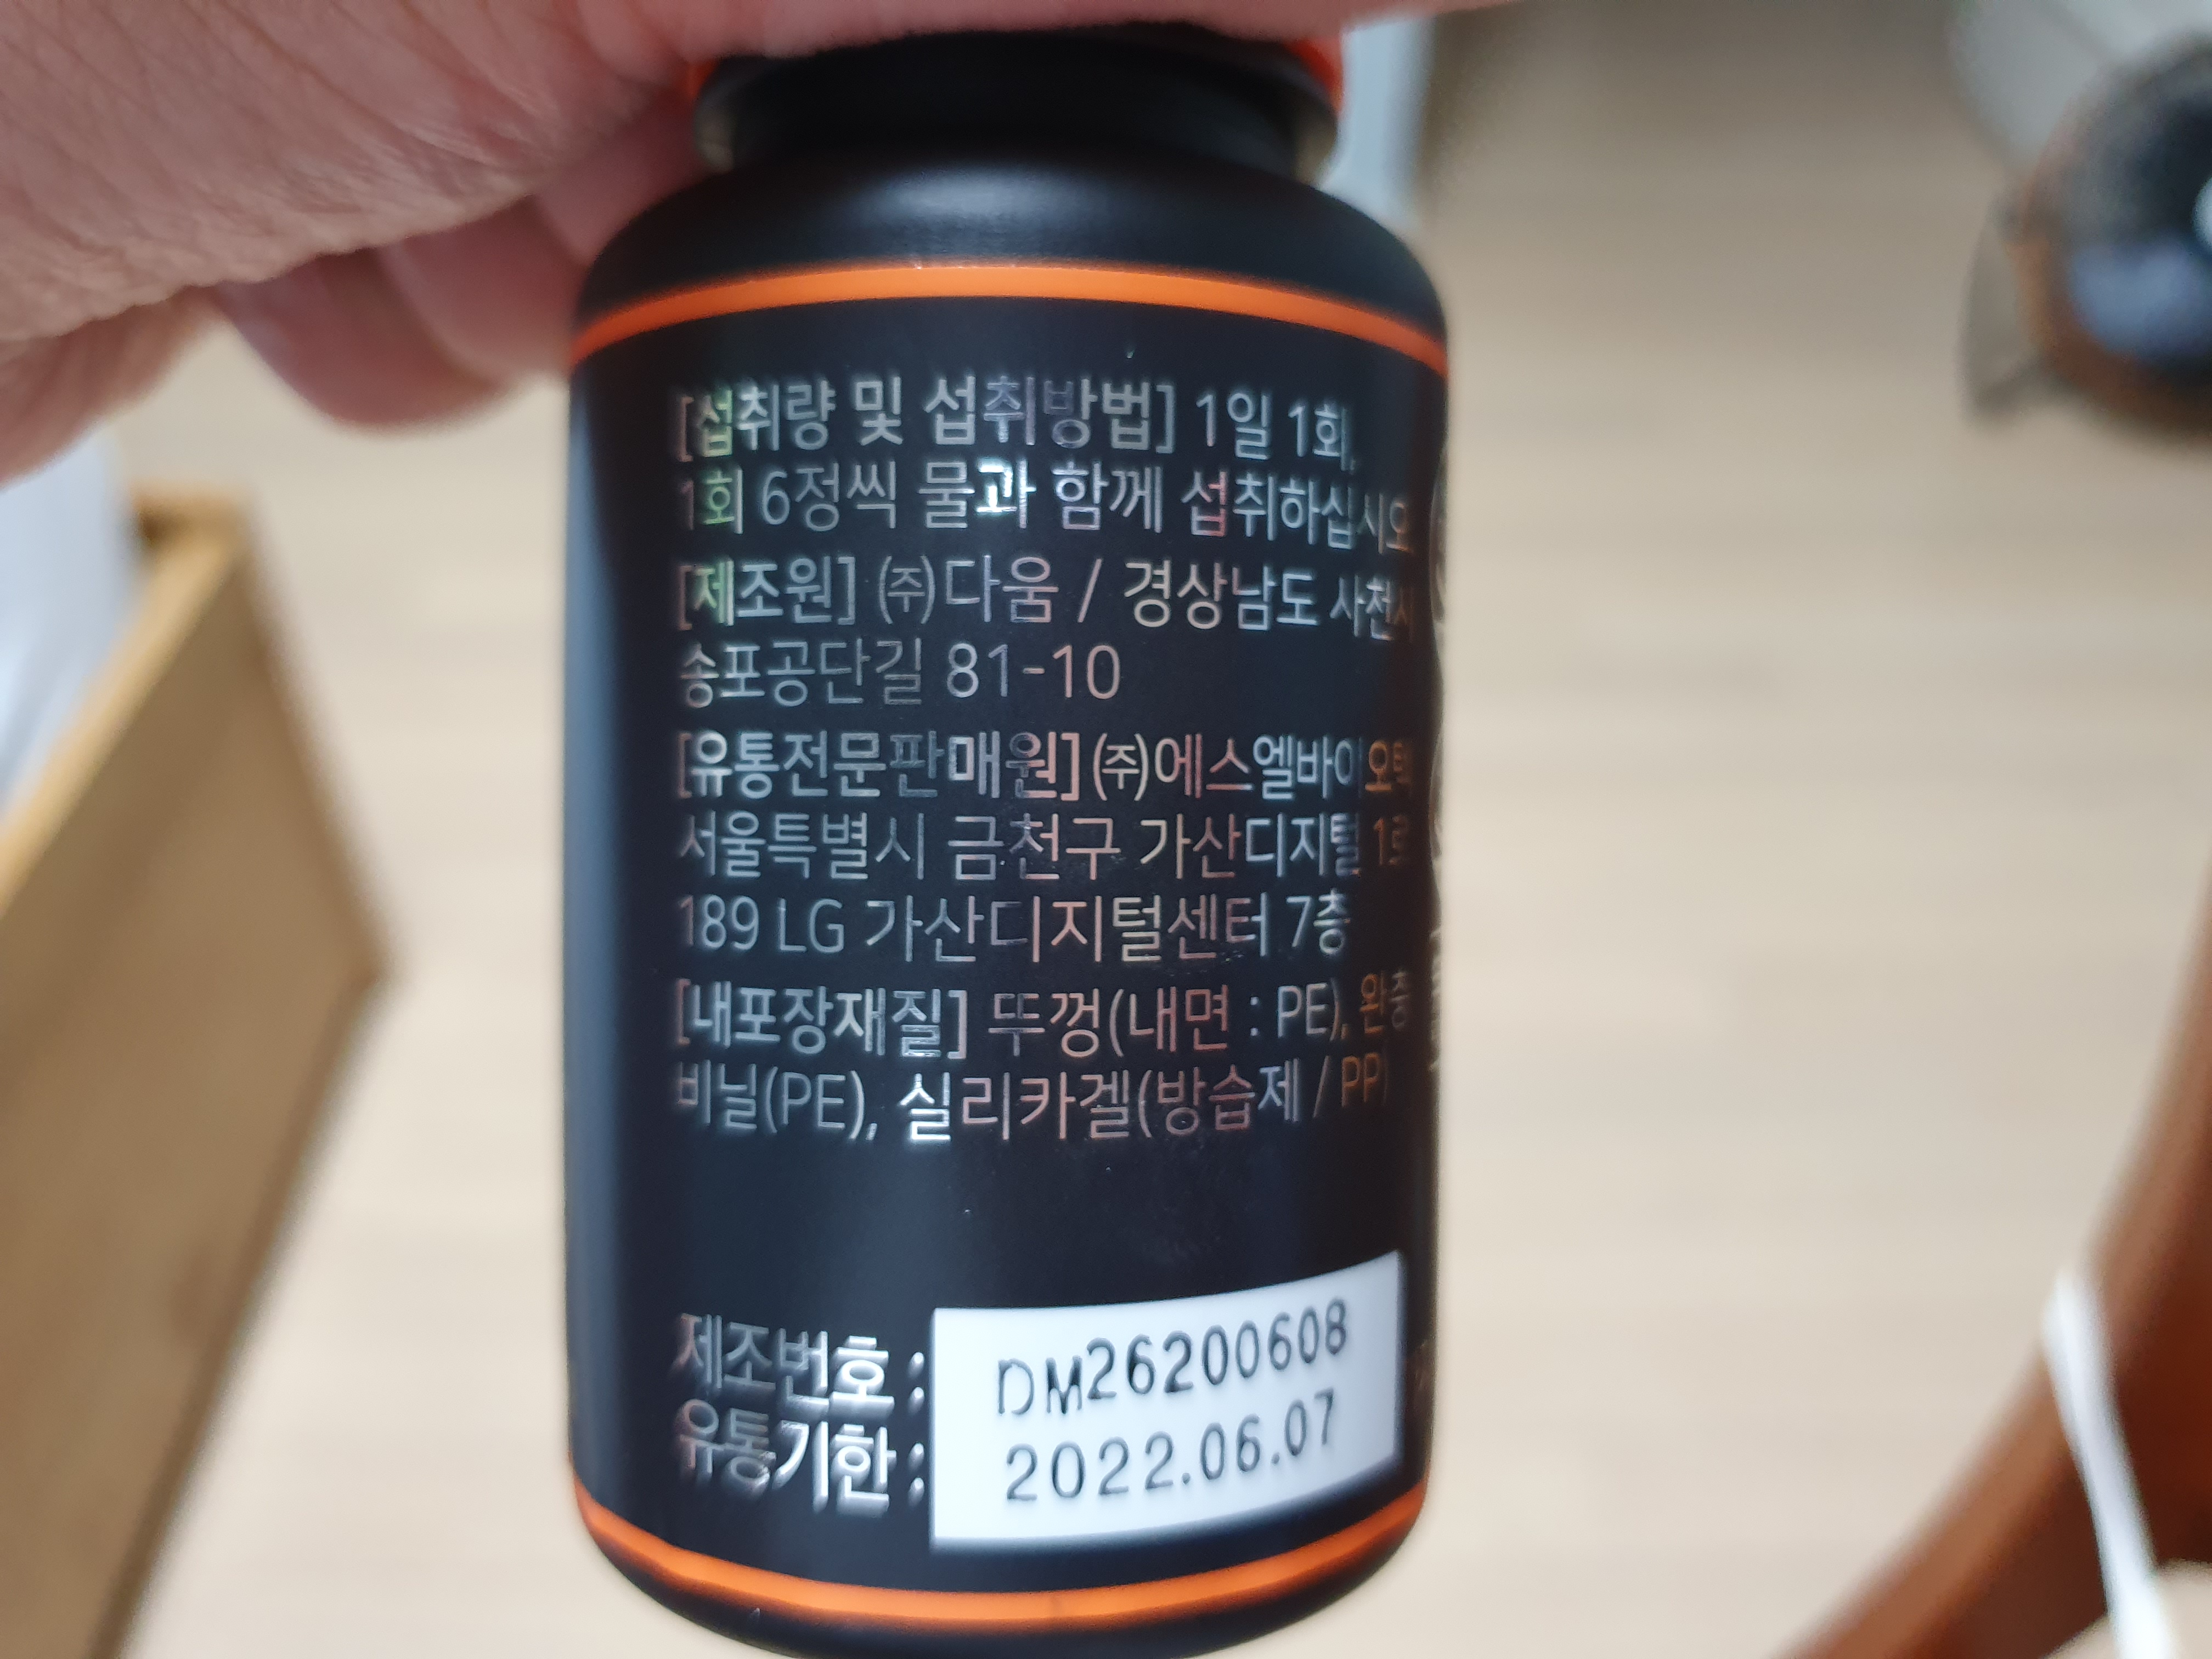 [섭취량 및 섭취방법] 1일 1회,
1회 6정씩 물과 함께 섭취하십시오
[제조원] ㈜다움 / 경상남도 사천시
송포공단길 81-10
[유통전문판매원] ㈜에스엘바이오텍
서울특별시 금천구 가산디지털 1로
189 LG 가산디지털센터 7층
[내포장재질] 뚜껑(내면 : PE), 완충
비닐(PE), 실리카겔(방습제 / PP)
제조번호 : DM26200608
유통기한 : 2022.06.07